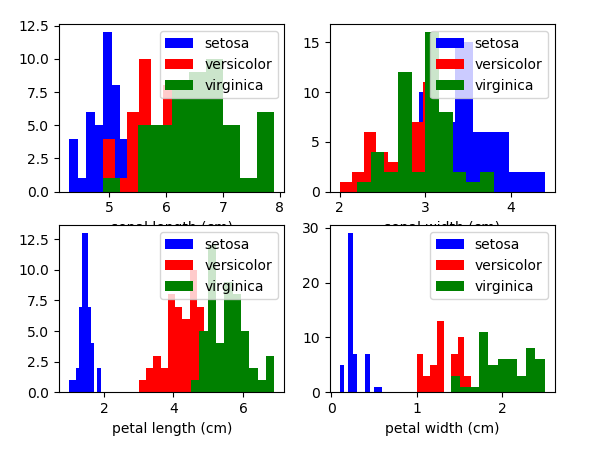 12.5
10.0
7.5
5.0
2.5
0.0
5
6
7
8
setosa
versicolor
virginica
15
10
5
0
2
3
4
setosa
versicolor
virginica
sepal length (cm)
sepal width (cm)
12.5
10.0
7.5
5.0
2.5
0.0
2
4
6
setosa
versicolor
virginica
petal length (cm)
30
20
10
0
0
1
2
setosa
versicolor
virginica
petal width (cm)